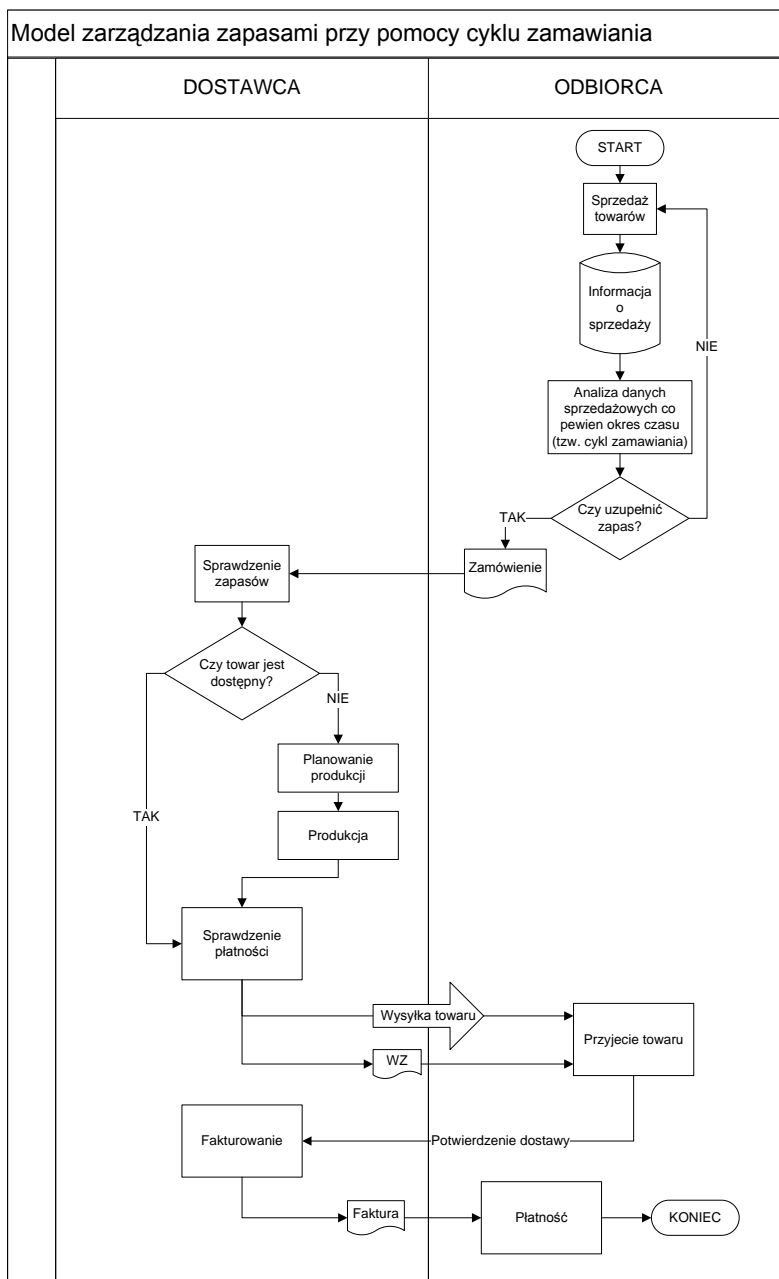 Model zarządzania zapasami przy pomocy cyklu zamawiania
DOSTAWCA
ODBIORCA
START
Sprzedaż
towarów
Informacja
o
sprzedaży
NIE
Analiza danych
sprzedażowych co
pewien okres czasu
(tzw. cykl zamawiania)
Czy uzupełnić
zapas?
TAK
Zamówienie
Sprawdzenie
zapasów
Czy towar jest
dostępny?
NIE
Planowanie
produkcji
TAK
Produkcja
Sprawdzenie
płatności
Wysyłka towaru
Przyjecie towaru
WZ
Potwierdzenie dostawy
Fakturowanie
Faktura
Płatność
KONIEC